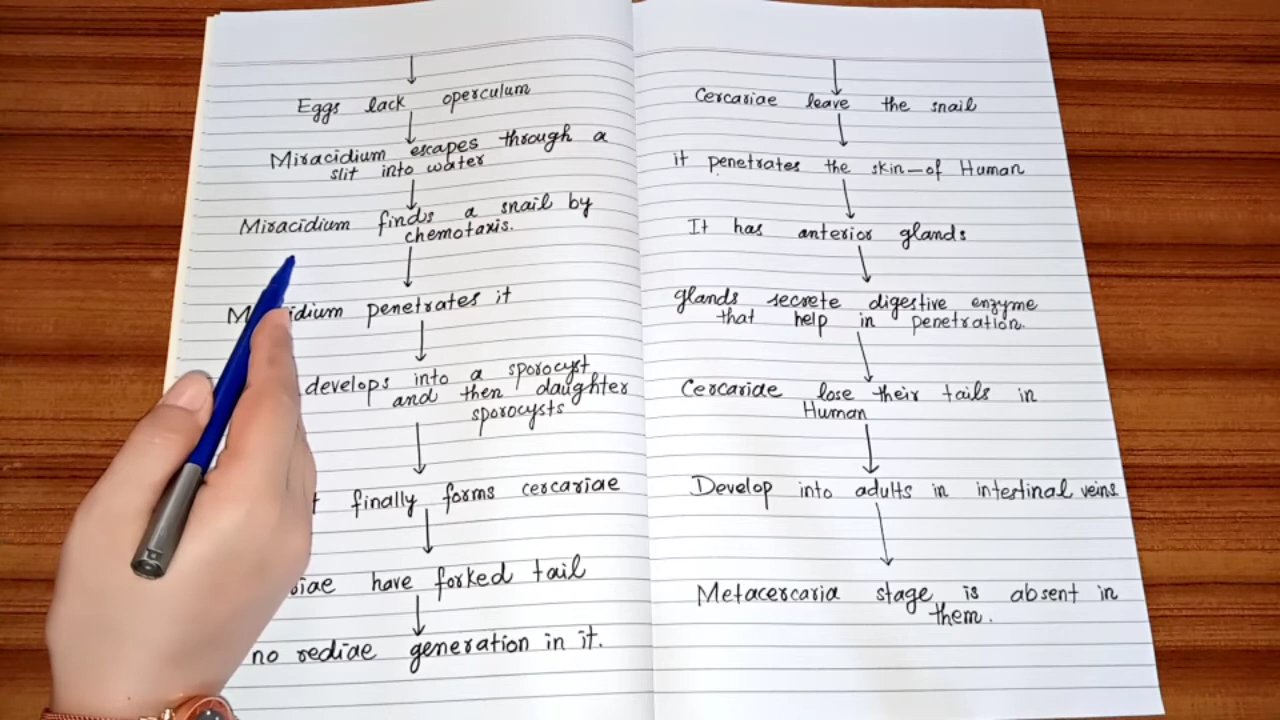 Eggs lack operculum
Miracidium escapes through a
slit into water
Miracidium finds a snail by
chemotaxis.
penetrates it
develops into a sporocyst
and then daughter
sporocysts
finally forms cercariae
have forked tail
no rediae generation in it.
Cercariae leave the snail
it penetrates the skin-of Human
It has anterior glands
glands secrete digestive enzyme
that help in penetration.
Cercariae lose their tails in
Human
Develop into adults in intestinal veins
Metacercaria stage is absent in
them.